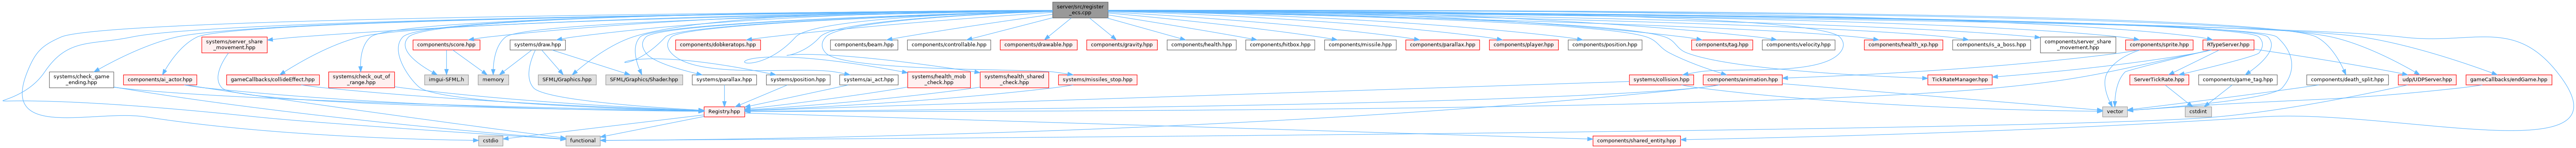 server/src/register
_ecs.cpp
systems/server_share
_movement.hpp
components/score.hpp
systems/draw.hpp
components/dobkeratops.hpp
components/beam.hpp
components/controllable.hpp
components/drawable.hpp
components/gravity.hpp
components/health.hpp
components/hitbox.hpp
components/missile.hpp
components/parallax.hpp
components/player.hpp
components/position.hpp
components/tag.hpp
components/velocity.hpp
components/health_xp.hpp
components/is_a_boss.hpp
components/server_share
_movement.hpp
components/sprite.hpp
RtypeServer.hpp
systems/check_game
_ending.hpp
components/ai_actor.hpp
gameCallbacks/collideEffect.hpp
systems/check_out_of
_range.hpp
imgui-SFML.h
memory
SFML/Graphics.hpp
SFML/Graphics/Shader.hpp
systems/parallax.hpp
systems/position.hpp
systems/ai_act.hpp
systems/health_mob
_check.hpp
systems/health_shared
_check.hpp
systems/missiles_stop.hpp
systems/collision.hpp
components/animation.hpp
TickRateManager.hpp
ServerTickRate.hpp
components/game_tag.hpp
components/death_split.hpp
udp/UDPServer.hpp
gameCallbacks/endGame.hpp
Registry.hpp
vector
cstdint
cstdio
functional
components/shared_entity.hpp